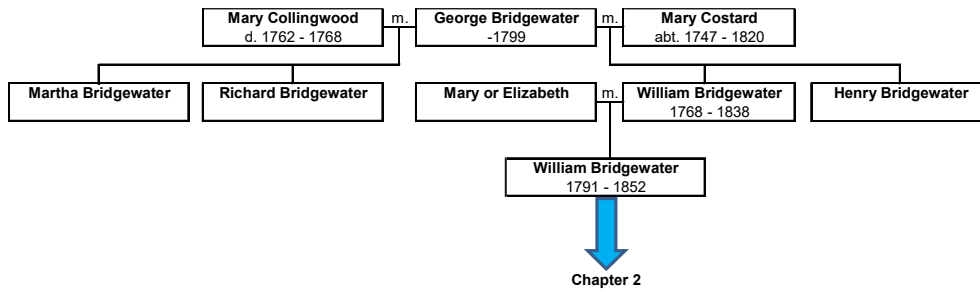 Mary Collingwood
d. 1762 - 1768
m.
George Bridgewater
-1799
m.
Mary Costard
abt. 1747 - 1820
Martha Bridgewater
Richard Bridgewater
Mary or Elizabeth
m.
William Bridgewater
1768 - 1838
Henry Bridgewater
William Bridgewater
1791 - 1852
Chapter 2